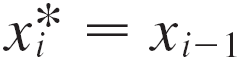 $x_i^* = x_{i-1}$